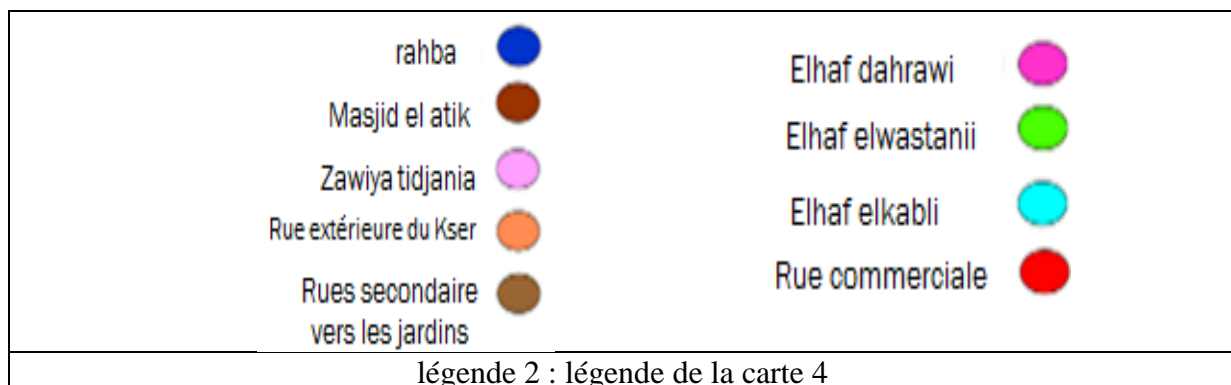 rahba
Masjid el atik
Zawiya tidjania
Rue extérieure du Kser
Rues secondaire
vers les jardins
Elhaf dahrawi
Elhaf elwastanii
Elhaf elkabli
Rue commerciale
légende 2 : légende de la carte 4